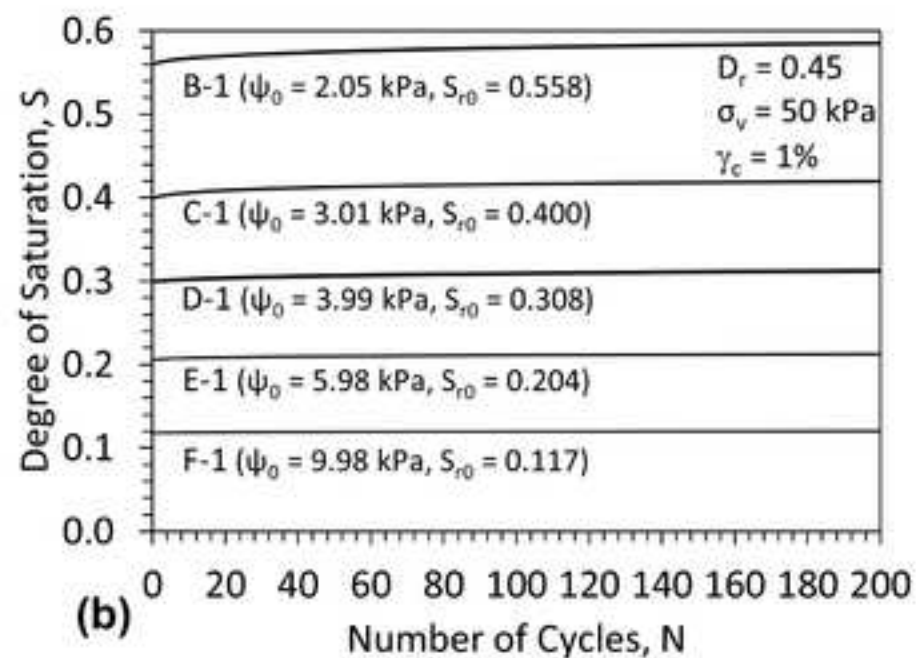 Degree of Saturation, S
0.6
0.5
0.4
0.3
0.2
0.1
0.0
B-1 (ψ₀ = 2.05 kPa, Sᵣ₀ = 0.558)
Dᵣ = 0.45
σᵥ = 50 kPa
γ꜀ = 1%
C-1 (ψ₀ = 3.01 kPa, Sᵣ₀ = 0.400)
D-1 (ψ₀ = 3.99 kPa, Sᵣ₀ = 0.308)
E-1 (ψ₀ = 5.98 kPa, Sᵣ₀ = 0.204)
F-1 (ψ₀ = 9.98 kPa, Sᵣ₀ = 0.117)
0 20 40 60 80 100 120 140 160 180 200
(b)
Number of Cycles, N